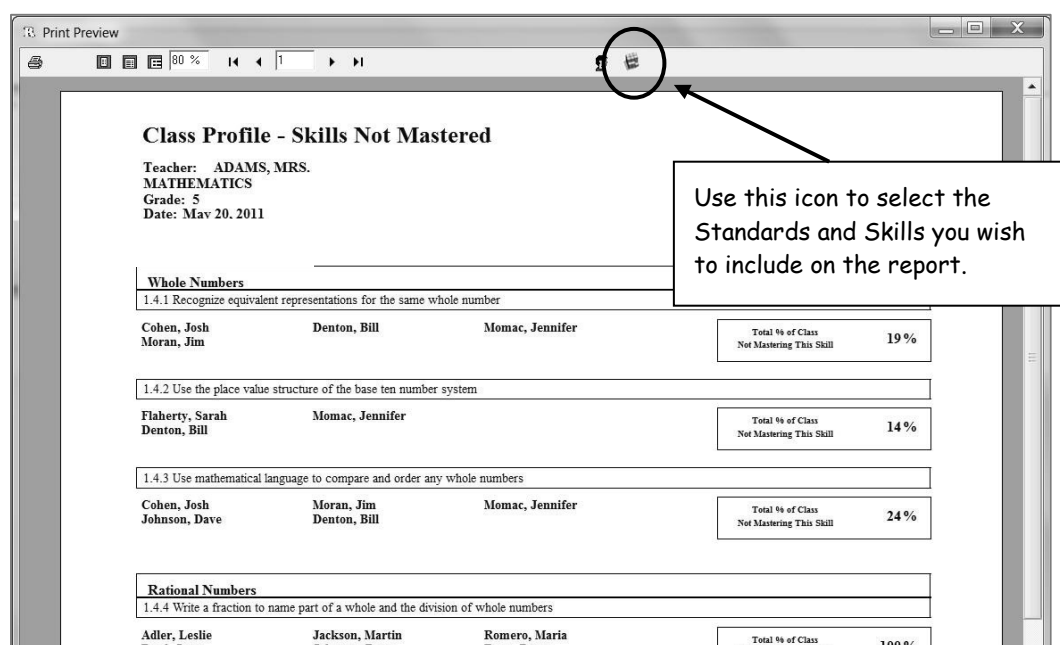 Print Preview
80 %
1
Class Profile - Skills Not Mastered
Teacher: ADAMS, MRS.
MATHEMATICS
Grade: 5
Date: May 20, 2011
Use this icon to select the
Standards and Skills you wish
to include on the report.
Whole Numbers
1.4.1 Recognize equivalent representations for the same whole number
Cohen, Josh Denton, Bill Momac, Jennifer
Moran, Jim
Total % of Class
Not Mastering This Skill 19%
1.4.2 Use the place value structure of the base ten number system
Flaherty, Sarah Momac, Jennifer
Denton, Bill
Total % of Class
Not Mastering This Skill 14%
1.4.3 Use mathematical language to compare and order any whole numbers
Cohen, Josh Moran, Jim Momac, Jennifer
Johnson, Dave Denton, Bill
Total % of Class
Not Mastering This Skill 24%
Rational Numbers
1.4.4 Write a fraction to name part of a whole and the division of whole numbers
Adler, Leslie Jackson, Martin Romero, Maria
Total % of Class